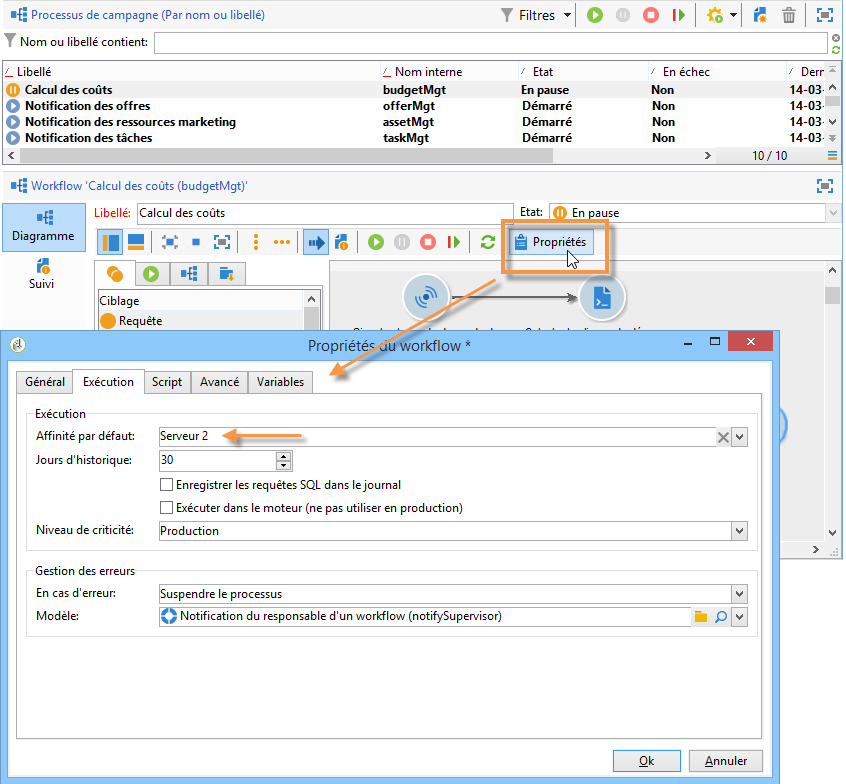 Processus de campagne (Par nom ou libellé)
Filtres
Nom ou libellé contient:
Libellé Nom interne Etat En échec Dern
Calcul des coûts budgetMgt En pause Non 14-03-
Notification des offres offerMgt Démarré Non 14-03-
Notification des ressources marketing assetMgt Démarré Non 14-03-
Notification des tâches taskMgt Démarré Non 14-03-
10 / 10
Workflow 'Calcul des coûts (budgetMgt)'
Diagramme
Suivi
Libellé: Calcul des coûts Etat: En pause
Propriétés
Ciblage
Requête
Propriétés du workflow *
Général Exécution Script Avancé Variables
Exécution
Affinité par défaut: Serveur 2
Jours d'historique: 30
Enregistrer les requêtes SQL dans le journal
Exécuter dans le moteur (ne pas utiliser en production)
Niveau de criticité: Production
Gestion des erreurs
En cas d'erreur: Suspendre le processus
Modèle: Notification du responsable d'un workflow (notifySupervisor)
Ok Annuler